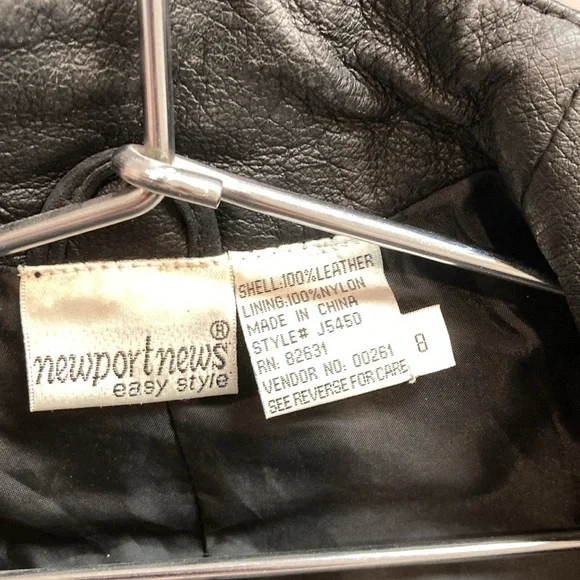 newportnews®
easy style
SHELL:100%LEATHER
LINING:100%NYLON
MADE IN CHINA
STYLE# J5450
RN: 82631
VENDOR NO: 00261
SEE REVERSE FOR CARE
8